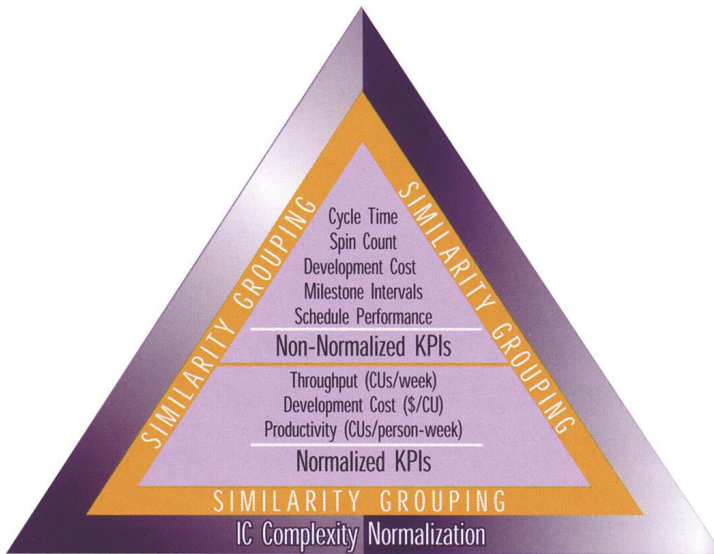 SIMILARITY GROUPING
SIMILARITY GROUPING
Cycle Time
Spin Count
Development Cost
Milestone Intervals
Schedule Performance
Non-Normalized KPIs
Throughput (CUs/week)
Development Cost ($/CU)
Productivity (CUs/person-week)
Normalized KPIs
SIMILARITY GROUPING
IC Complexity Normalization